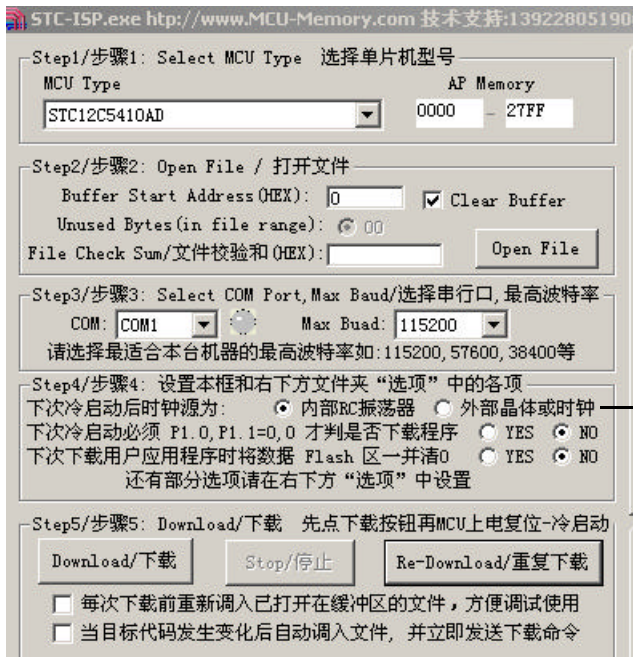 STC-ISP.exe htp://www.MCU-Memory.com 技术支持:13922805190
Step1/步骤1: Select MCU Type 选择单片机型号
MCU Type AP Memory
STC12C5410AD 0000 - 27FF
Step2/步骤2: Open File / 打开文件
Buffer Start Address(HEX): 0 Clear Buffer
Unused Bytes(in file range): 00
File Check Sum/文件校验和(HEX): Open File
Step3/步骤3: Select COM Port,Max Baud/选择串行口,最高波特率
COM: COM1 Max Buad: 115200
请选择最适合本台机器的最高波特率如:115200,57600,38400等
Step4/步骤4: 设置本框和右下方文件夹“选项”中的各项
下次冷启动后时钟源为: 内部RC振荡器 外部晶体或时钟
下次冷启动必须 P1.0,P1.1=0,0 才判是否下载程序 YES NO
下次下载用户应用程序时将数据 Flash 区一并清0 YES NO
还有部分选项请在右下方“选项”中设置
Step5/步骤5: Download/下载 先点下载按钮再MCU上电复位-冷启动
Download/下载 Stop/停止 Re-Download/重复下载
每次下载前重新调入已打开在缓冲区的文件，方便调试使用
当目标代码发生变化后自动调入文件, 并立即发送下载命令